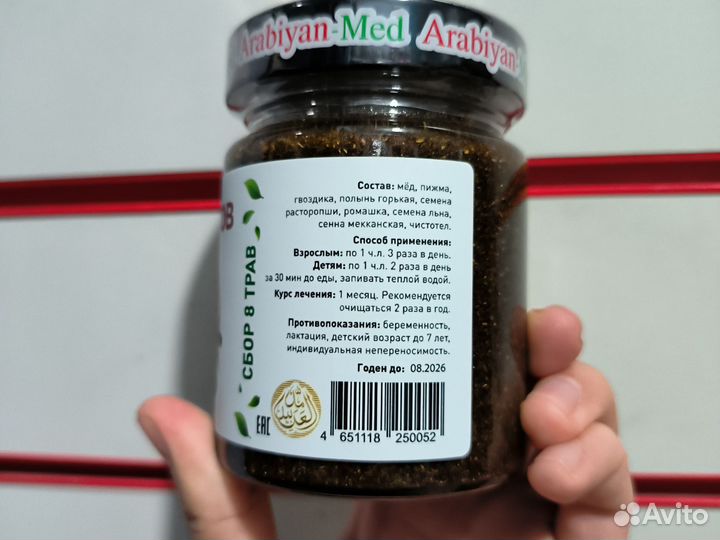 Arabiyan-Med Arabiyan
СБОР 8 ТРАВ
Состав: мёд, пижма,
гвоздика, полынь горькая, семена
расторопши, ромашка, семена льна,
сенна мекканская, чистотел.
Способ применения:
Взрослым: по 1 ч.л. 3 раза в день.
Детям: по 1 ч.л. 2 раза в день
за 30 мин до еды, запивать теплой водой.
Курс лечения: 1 месяц. Рекомендуется
очищаться 2 раза в год.
Противопоказания: беременность,
лактация, детский возраст до 7 лет,
индивидуальная непереносимость.
Годен до: 08.2026
EAC
4 651118 250052
Avito